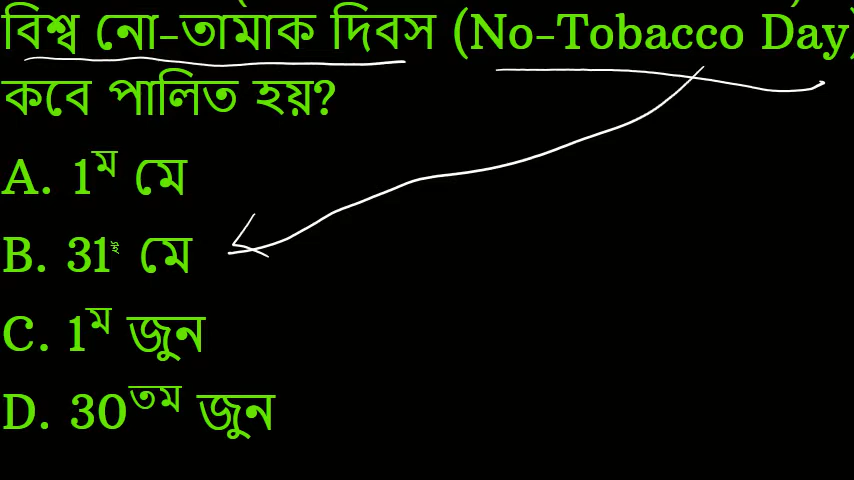 বিশ্ব নো-তামাক দিবস (No-Tobacco Day)
কবে পালিত হয়?
A. 1ম মে
B. 31 মে
C. 1ম জুন
D. 30তম জুন